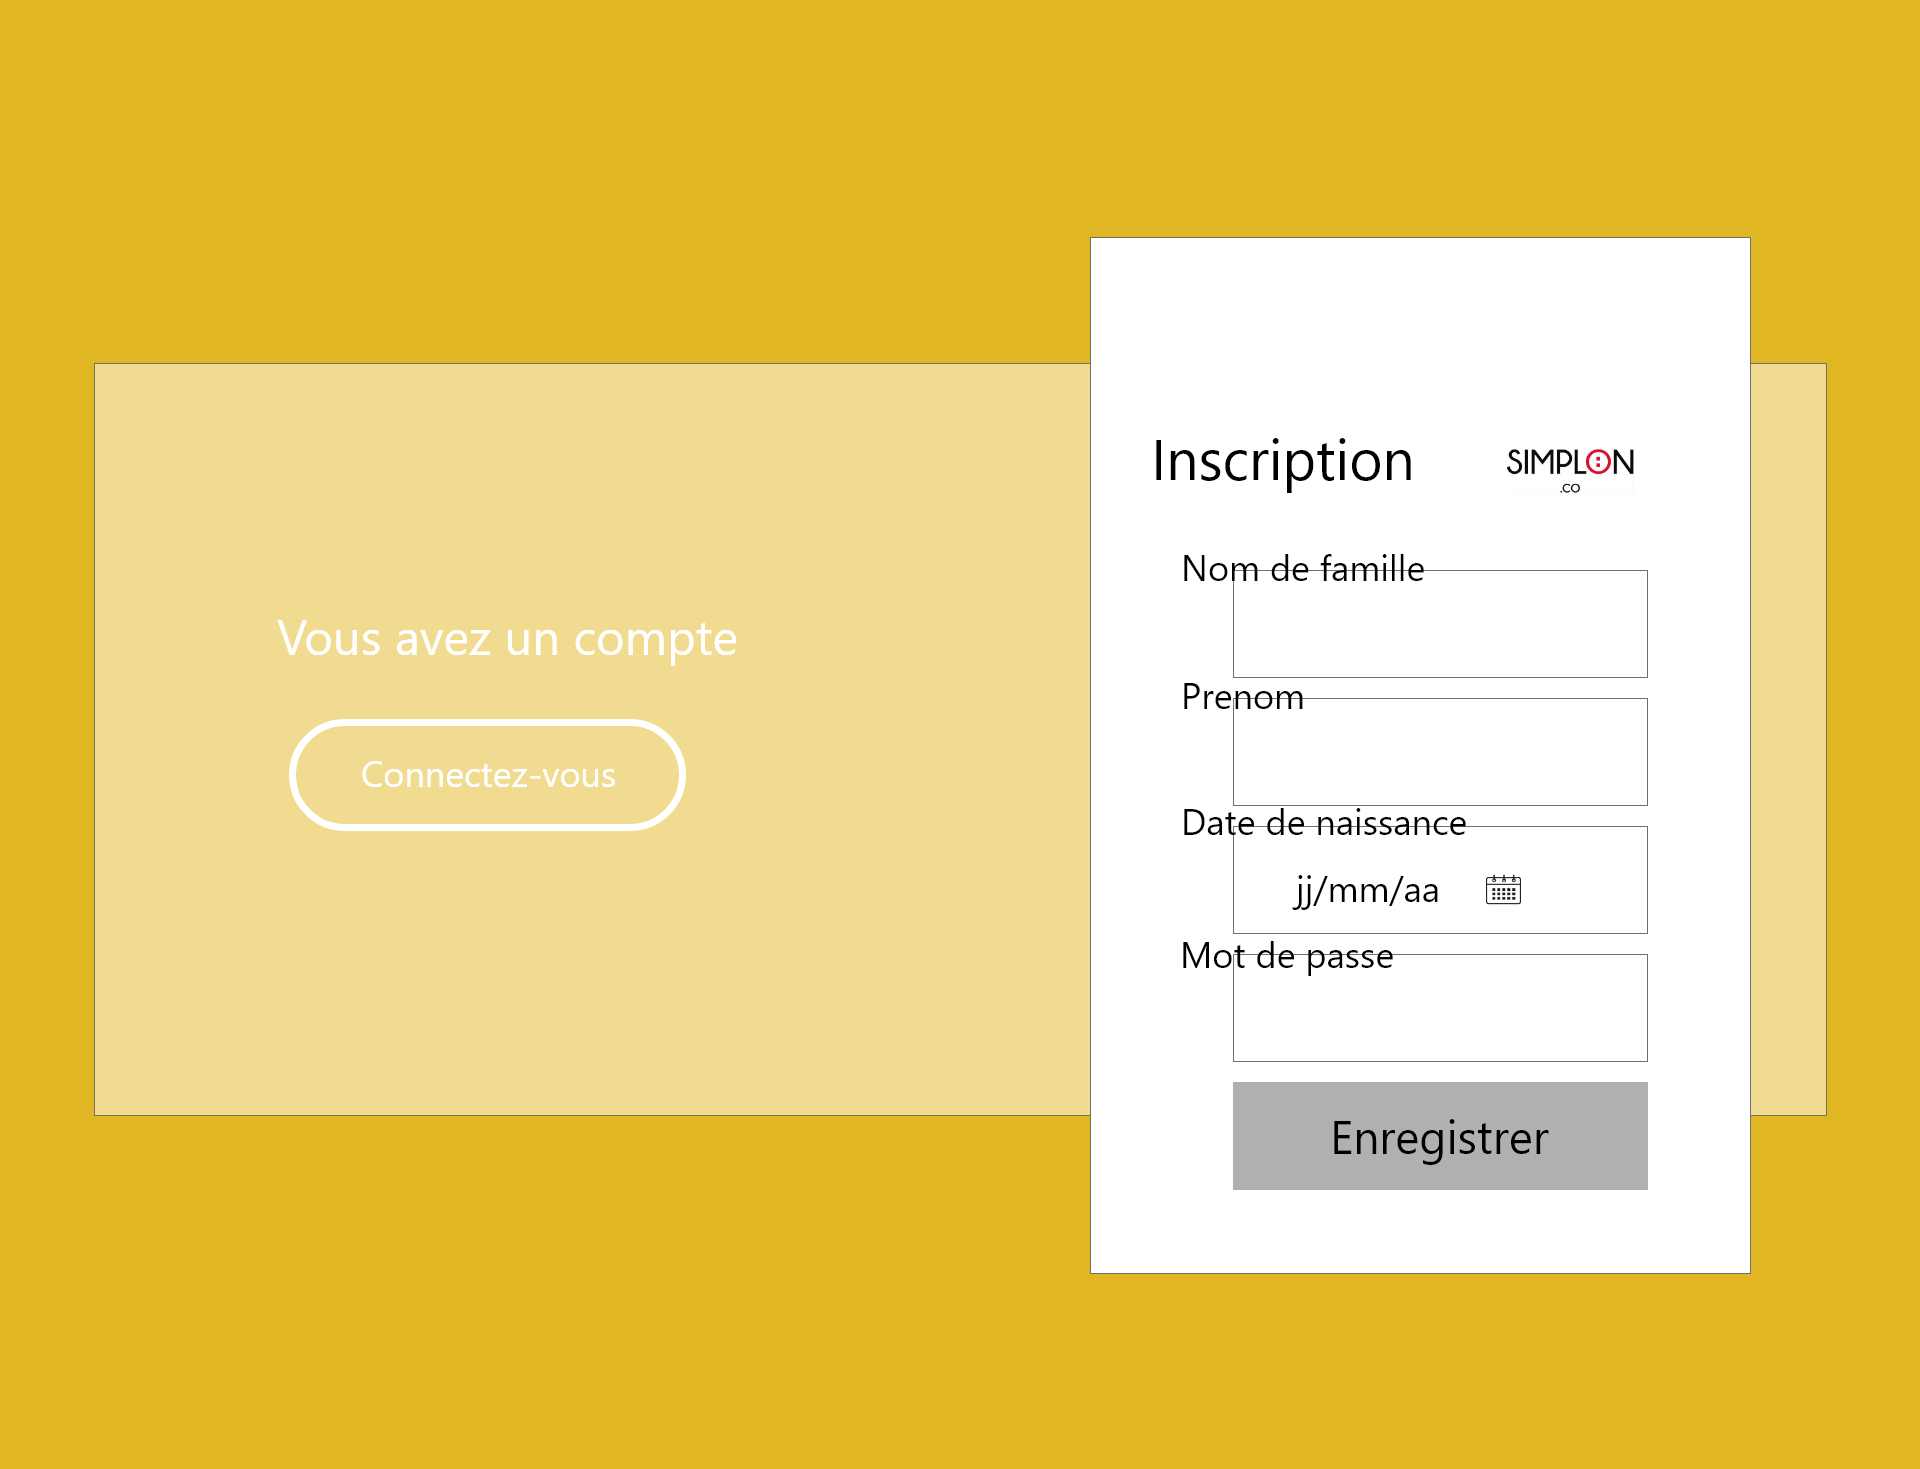 Vous avez un compte
Connectez-vous
Inscription
SIMPLON
.CO
Nom de famille
Prenom
Date de naissance
jj/mm/aa
Mot de passe
Enregistrer